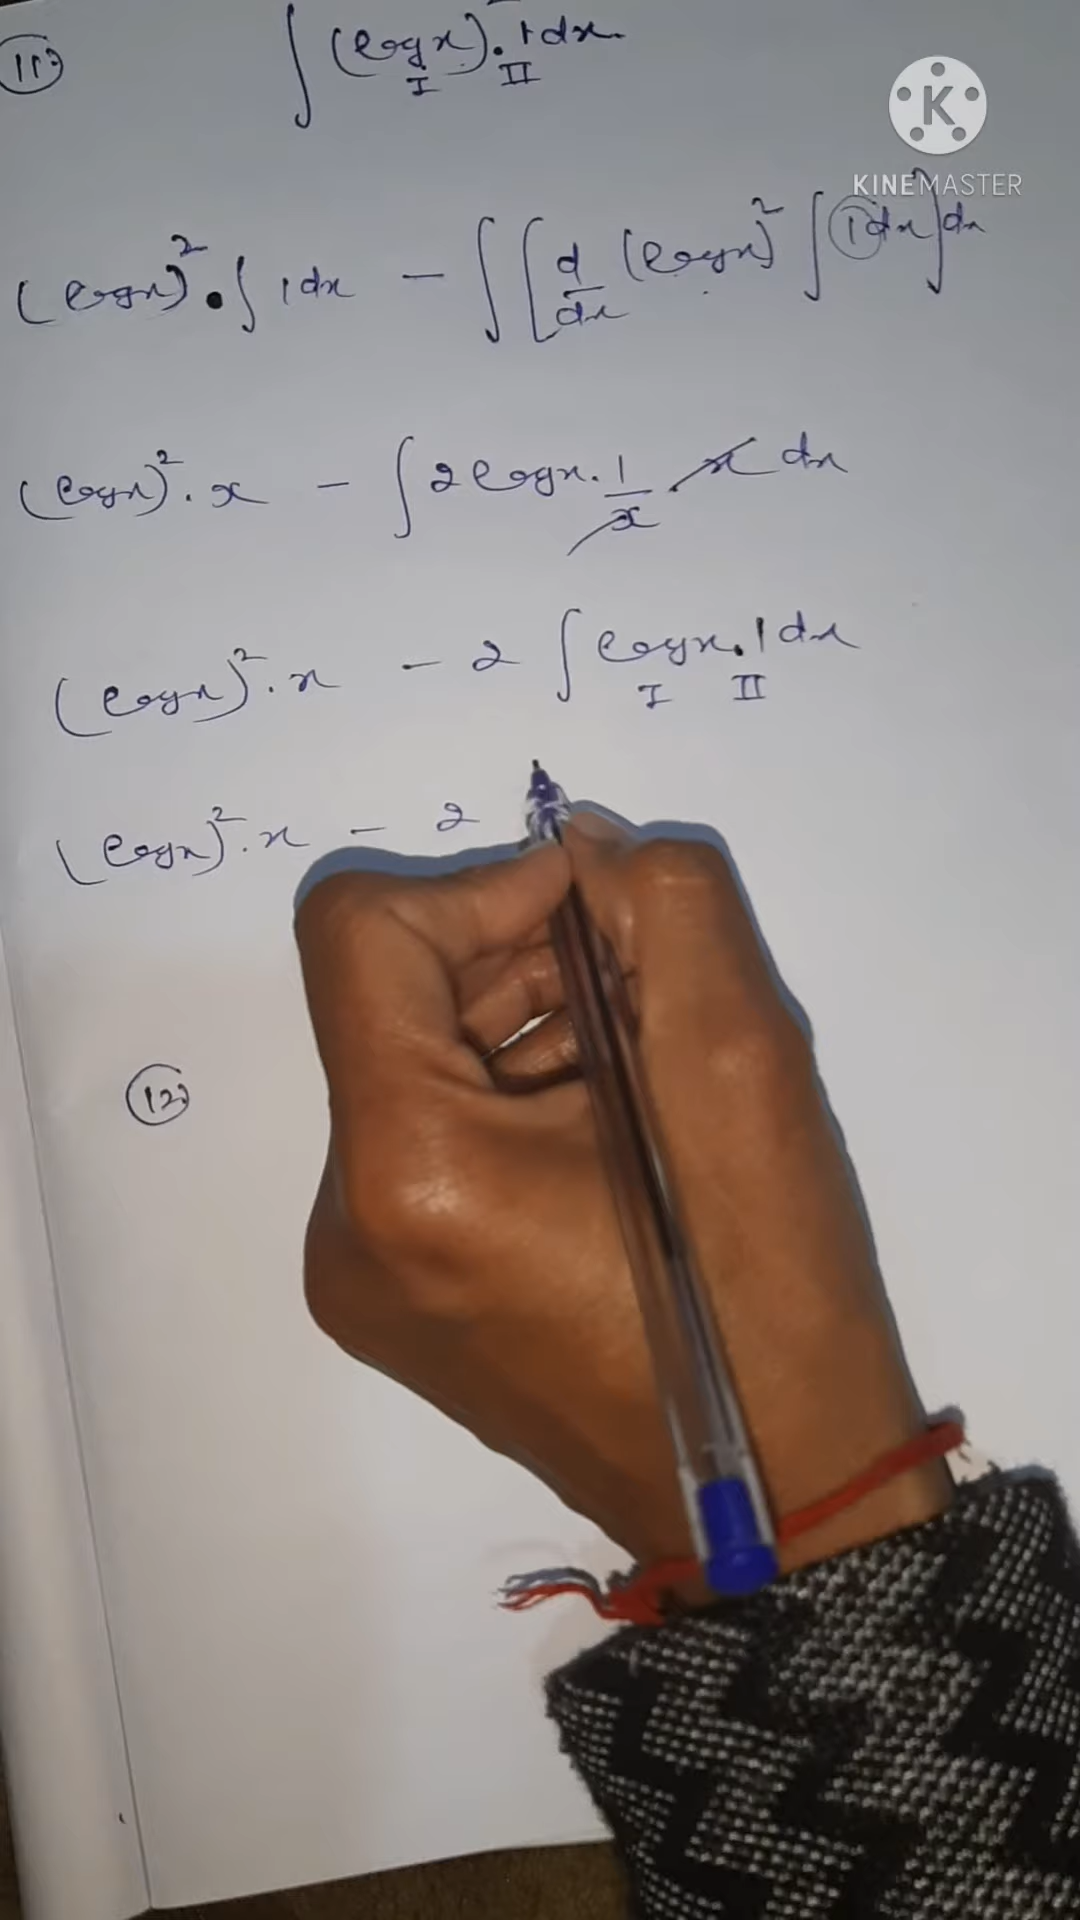 11. ∫ (log x)². 1 dx
I II
K
KINEMASTER
(log x)² . ∫ 1 dx – ∫ [ d/dx (log x)² ∫ 1 dx ] dx
(log x)² . x – ∫ 2 log x . 1/x . x dx
(log x)² . x – 2 ∫ log x . 1 dx
I II
(log x)² . x – 2
12.